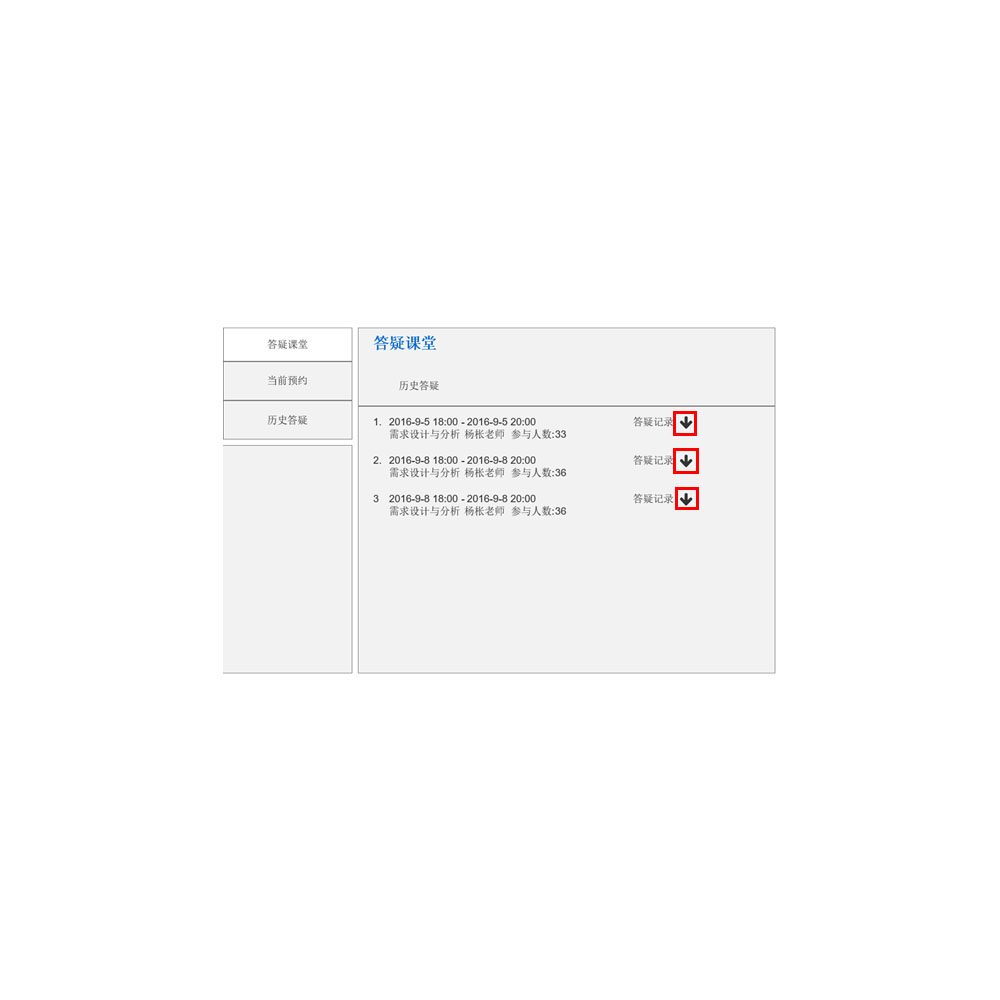 答疑课堂
当前预约
历史答疑
答疑课堂
历史答疑
1. 2016-9-5 18:00 - 2016-9-5 20:00 答疑记录
需求设计与分析 杨枨老师 参与人数:33
2. 2016-9-8 18:00 - 2016-9-8 20:00 答疑记录
需求设计与分析 杨枨老师 参与人数:36
3 2016-9-8 18:00 - 2016-9-8 20:00 答疑记录
需求设计与分析 杨枨老师 参与人数:36